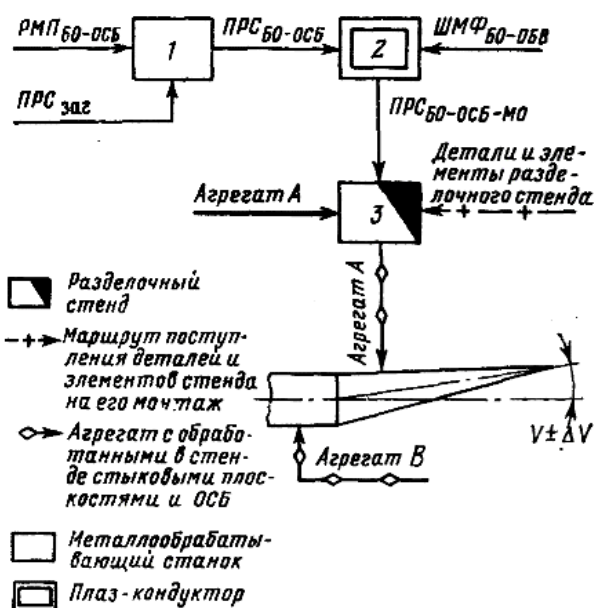 РМП БО-ОСБ
1
ПРС БО-ОСБ
2
ШМФ БО-ОБВ
ПРС заг
ПРС БО-ОСБ-МО
Детали и эле-
менты разде-
лочного стенда
Агрегат А
3
Агрегат А
Разделочный
стенд
Маршрут поступ-
ления деталей и
элементов стенда
на его монтаж
Агрегат с обрабо-
танными в стен-
де стыковыми плос-
костями и ОСБ
Агрегат В
V±ΔV
Металлообрабаты-
вающий станок
Плаз-кондуктор